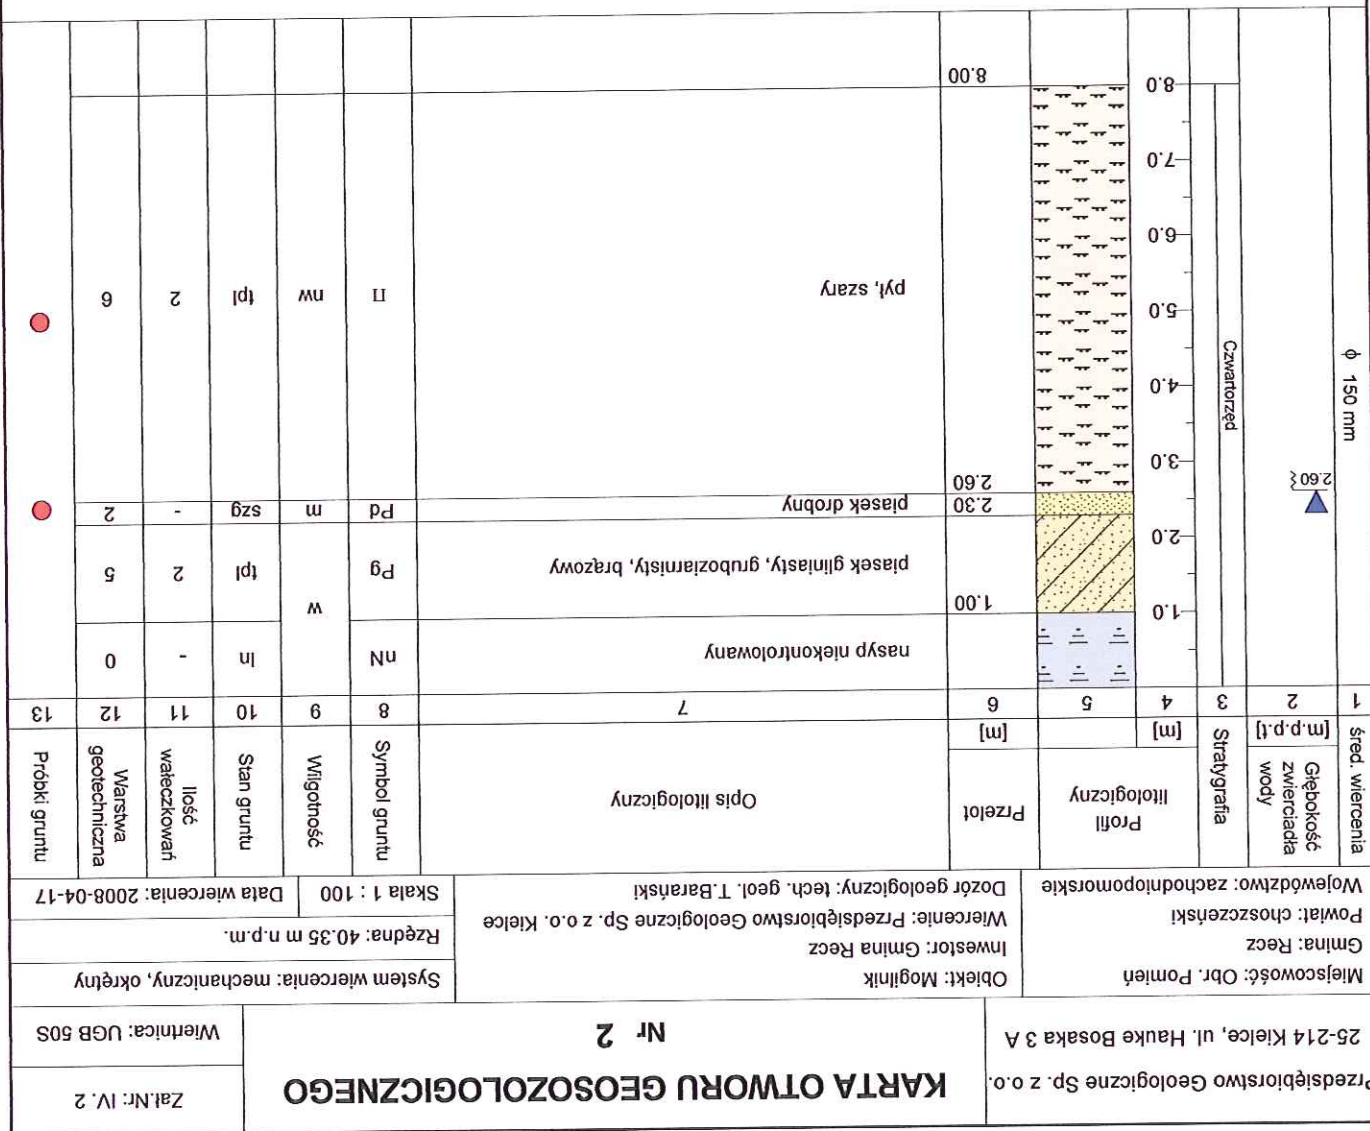 Przedsiębiorstwo Geologiczne Sp. z o.o.
25-214 Kielce, ul. Hauke Bosaka 3 A
KARTA OTWORU GEOSOZOLOGICZNEGO
Nr 2
Zał.Nr: IV. 2
Wiertnica: UGB 50S
Miejscowość: Obr. Pomień
Gmina: Recz
Powiat: choszczeński
Województwo: zachodniopomorskie
Obiekt: Mogilnik
Inwestor: Gmina Recz
Wiercenie: Przedsiębiorstwo Geologiczne Sp. z o.o. Kielce
Dozór geologiczny: tech. geol. T.Barański
System wiercenia: mechaniczny, okrętny
Rzędna: 40.35 m n.p.m.
Skala 1 : 100
Data wiercenia: 2008-04-17
śred. wiercenia
Głębokość
zwierciadła
wody
[m.p.p.t]
Stratygrafia
Profil
litologiczny
[m]
Przelot
[m]
Opis litologiczny
Symbol gruntu
Wilgotność
Stan gruntu
Ilość
wałeczkowań
Warstwa
geotechniczna
Próbki gruntu
1 2 3 4 5 6 7 8 9 10 11 12 13
nasyp niekontrolowany nN w ln - 0
1.0 1.00
piasek gliniasty, gruboziarnisty, brązowy Pg tpl 2 5
2.0
2.30
piasek drobny Pd m szg - 2
2.60 2.60
3.0
φ 150 mm
Czwartorzęd
4.0
5.0
pył, szary Π nw tpl 2 6
6.0
7.0
8.0 8.00